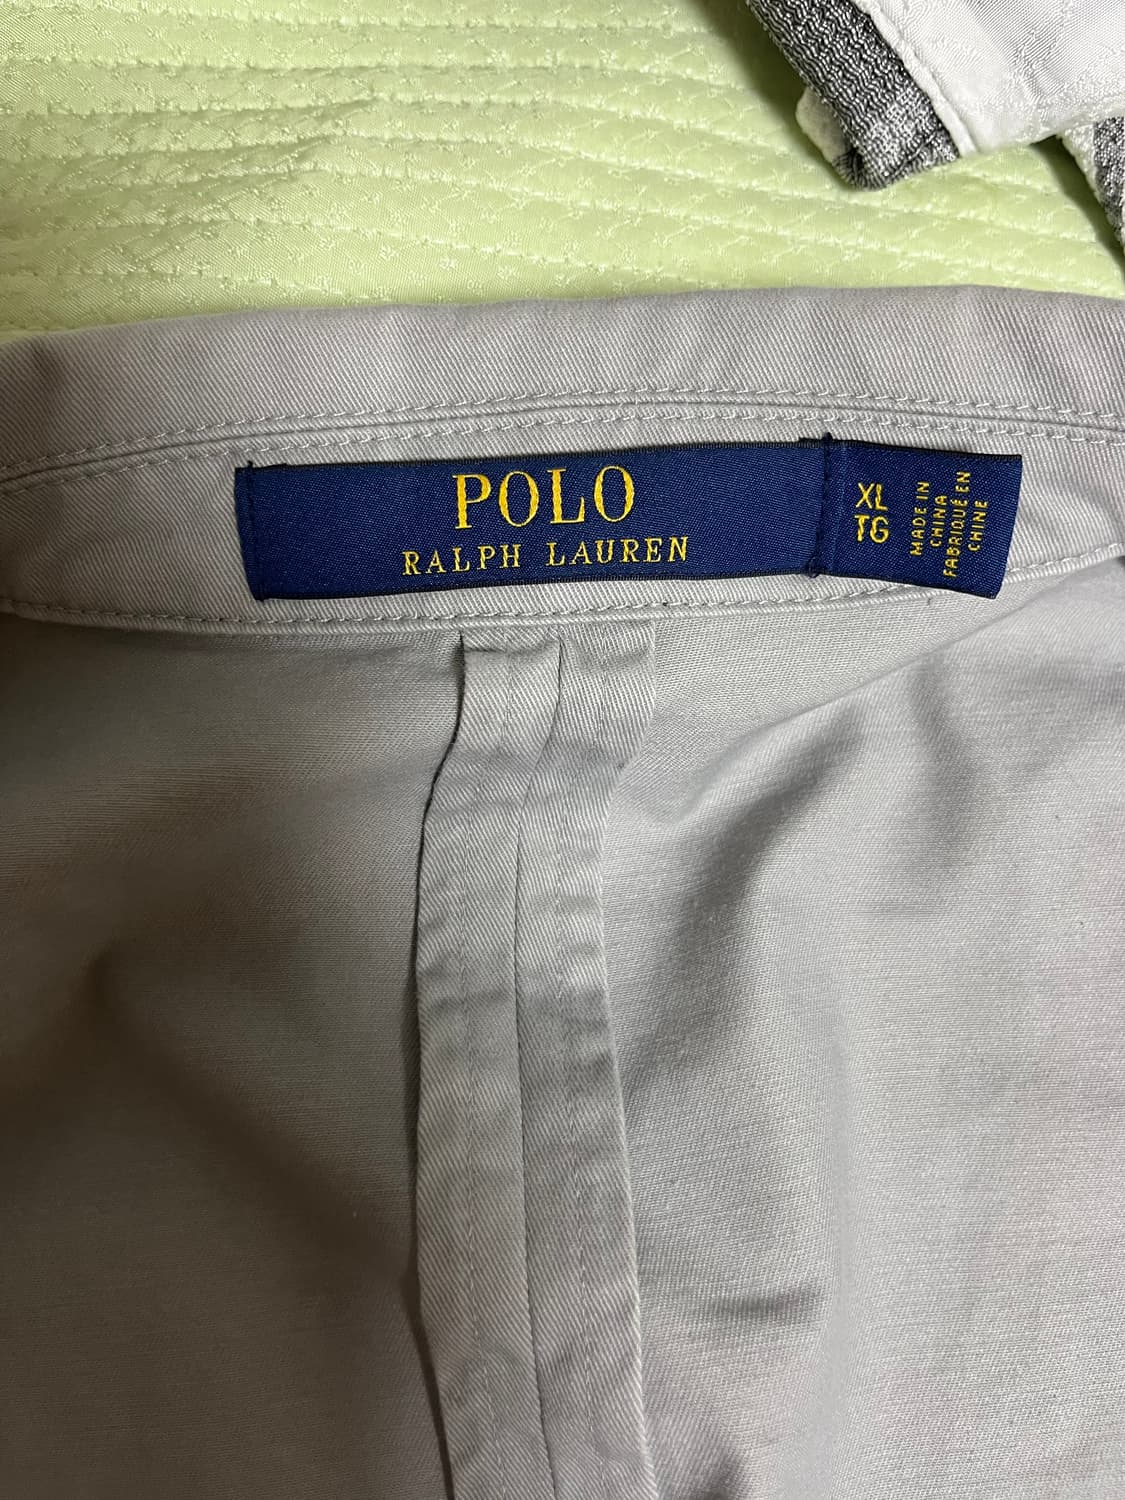 POLO
RALPH LAUREN
XL
TG
MADE IN
CHINA
FABRIQUÉ EN
CHINE